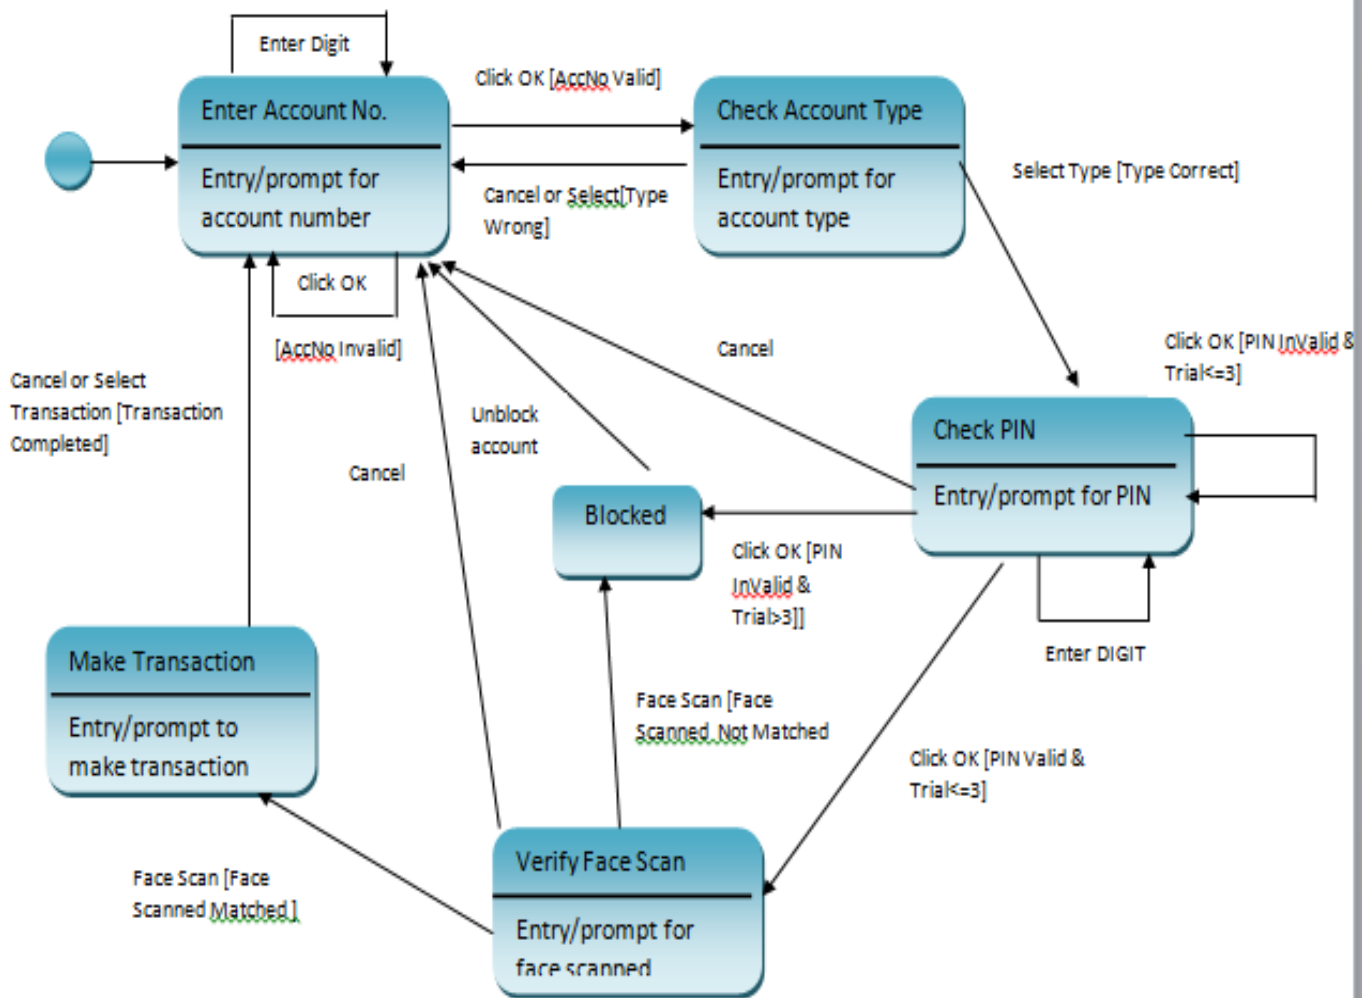 Enter Digit
Enter Account No.
Entry/prompt for
account number
Click OK [AccNo Valid]
Cancel or Select[Type
Wrong]
Check Account Type
Entry/prompt for
account type
Select Type [Type Correct]
Click OK
[AccNo Invalid]
Cancel or Select
Transaction [Transaction
Completed]
Cancel
Unblock
account
Cancel
Click OK [PIN InValid &
Trial<=3]
Check PIN
Entry/prompt for PIN
Blocked
Click OK [PIN
InValid &
Trial>3]]
Enter DIGIT
Make Transaction
Entry/prompt to
make transaction
Face Scan [Face
Scanned Not Matched
Click OK [PIN Valid &
Trial<=3]
Face Scan [Face
Scanned Matched ]
Verify Face Scan
Entry/prompt for
face scanned